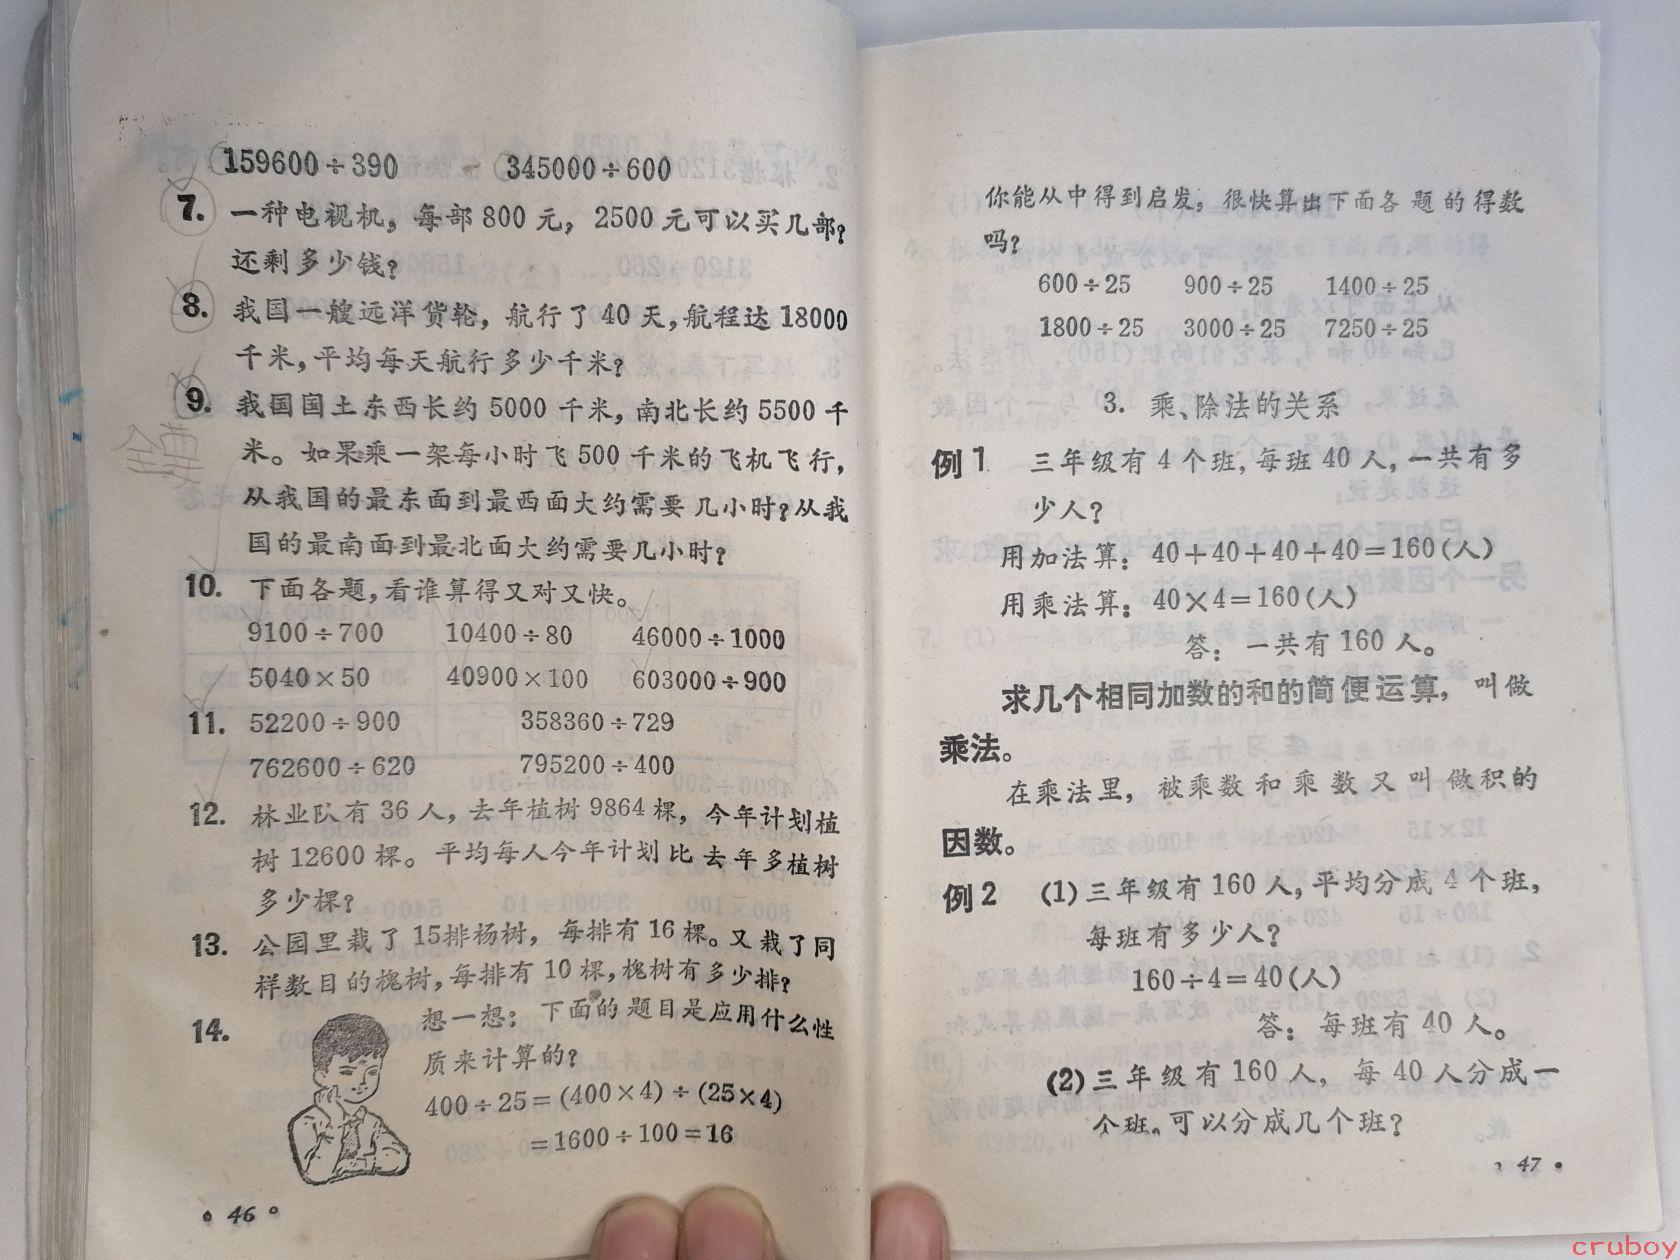 159600÷390 345000÷600
7. 一种电视机，每部800元，2500元可以买几部？
还剩多少钱？
8. 我国一艘远洋货轮，航行了40天，航程达18000
千米，平均每天航行多少千米？
9. 我国国土东西长约5000千米，南北长约5500千
米。如果乘一架每小时飞500千米的飞机飞行，
从我国的最东面到最西面大约需要几小时？从我
国的最南面到最北面大约需要几小时？
10. 下面各题，看谁算得又对又快。
9100÷700 10400÷80 46000÷1000
5040×50 40900×100 603000÷900
11. 52200÷900 358360÷729
762600÷620 795200÷400
12. 林业队有36人，去年植树9864棵，今年计划植
树12600棵。平均每人今年计划比去年多植树
多少棵？
13. 公园里栽了15排杨树，每排有16棵。又栽了同
样数目的槐树，每排有10棵，槐树有多少排？
14. 想一想：下面的题目是应用什么性
质来计算的？
400÷25=(400×4)÷(25×4)
=1600÷100=16
46
你能从中得到启发，很快算出下面各题的得数
吗？
600÷25 900÷25 1400÷25
1800÷25 3000÷25 7250÷25
3. 乘、除法的关系
例1 三年级有4个班，每班40人，一共有多
少人？
用加法算：40＋40＋40＋40＝160(人)
用乘法算：40×4＝160(人)
答：一共有160人。
求几个相同加数的和的简便运算，叫做
乘法。
在乘法里，被乘数和乘数又叫做积的
因数。
例2 (1)三年级有160人，平均分成4个班，
每班有多少人？
160÷4＝40(人)
答：每班有40人。
(2)三年级有160人，每40人分成一
个班。可以分成几个班？
47
cruboy